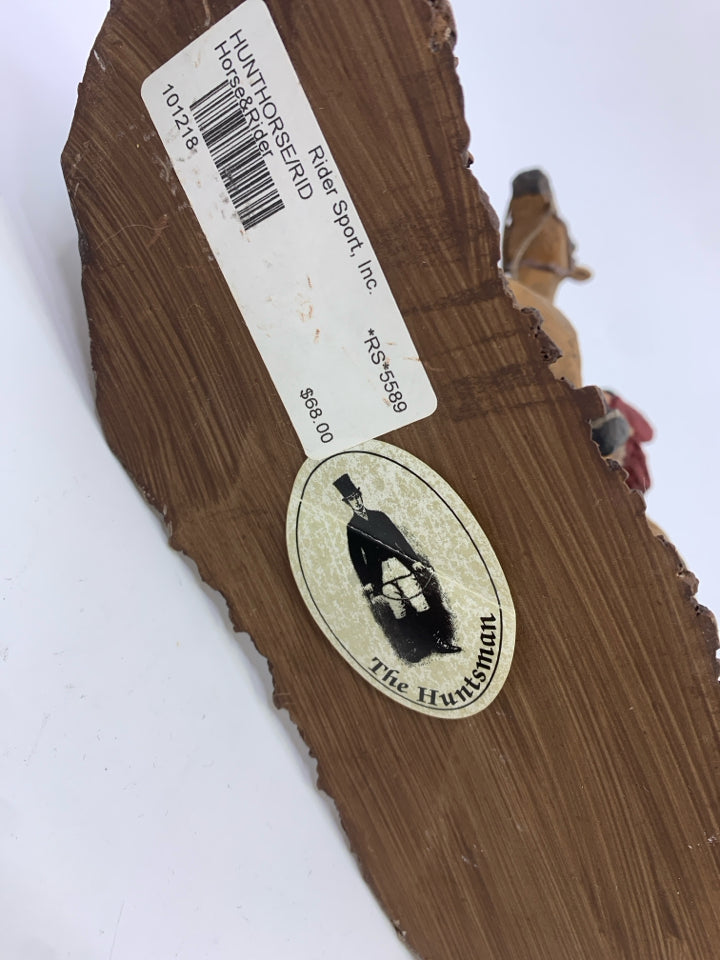 Rider Sport, Inc.
HUNTHORSE/RID
Horse&Rider
101218
*RS*5589
$68.00
The Huntsman